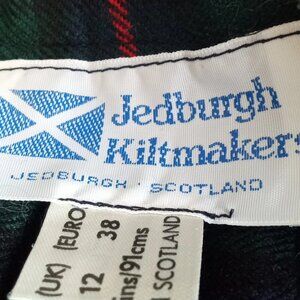 Jedburgh
Kiltmakers
JEDBURGH · SCOTLAND
(UK) (EURO
12 38
ins/91cms
SCOTLAND